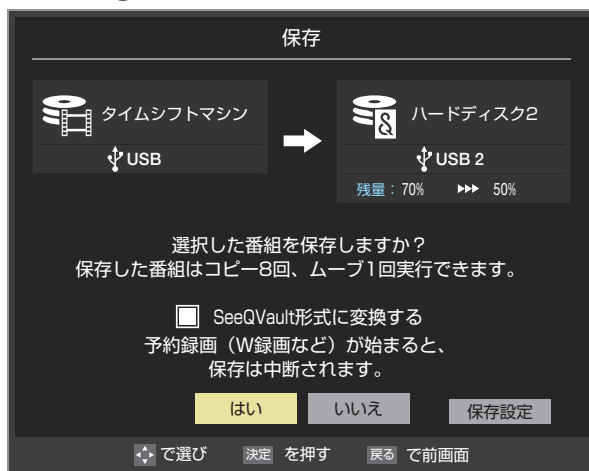 保存
タイムシフトマシン
USB
ハードディスク2
USB 2
残量：70% ▸▸▸ 50%
選択した番組を保存しますか？
保存した番組はコピー8回、ムーブ1回実行できます。
SeeQVault形式に変換する
予約録画（W録画など）が始まると、
保存は中断されます。
はい いいえ 保存設定
で選び 決定 を押す 戻る で前画面